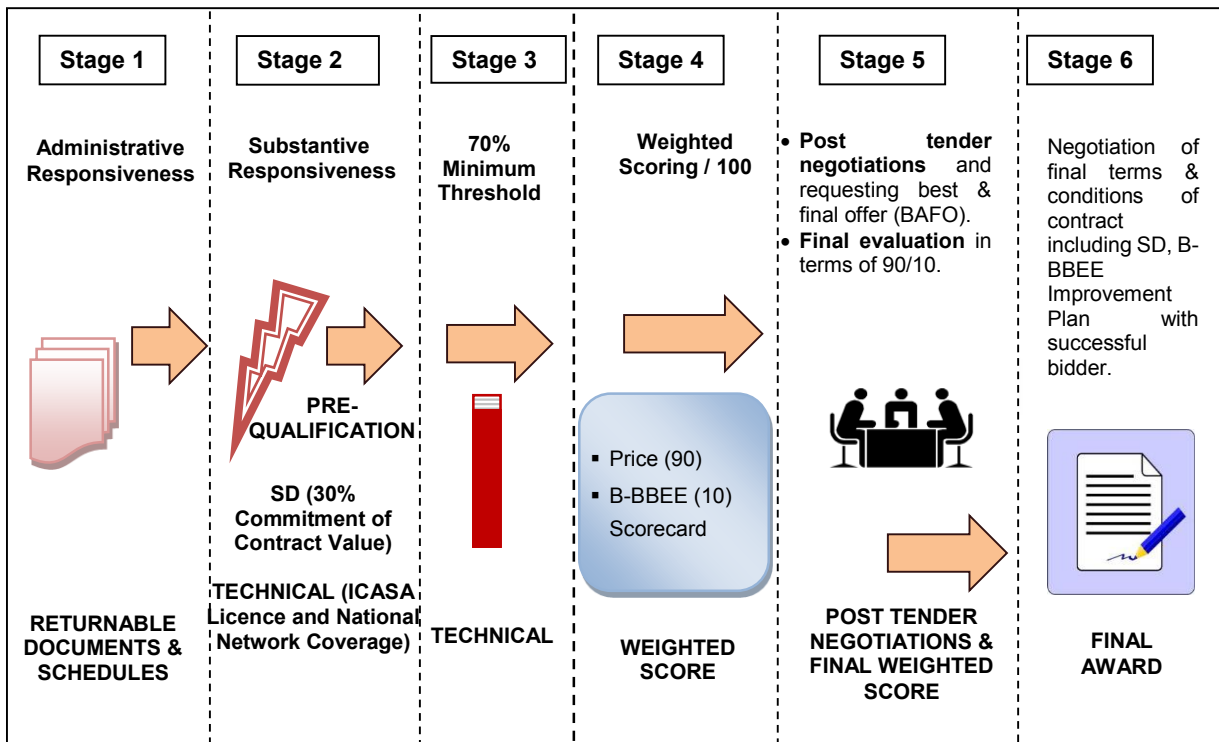 Stage 1
Administrative
Responsiveness
RETURNABLE
DOCUMENTS &
SCHEDULES
Stage 2
Substantive
Responsiveness
PRE-
QUALIFICATION
SD (30%
Commitment of
Contract Value)
TECHNICAL (ICASA
Licence and National
Network Coverage)
Stage 3
70%
Minimum
Threshold
TECHNICAL
Stage 4
Weighted
Scoring / 100
▪ Price (90)
▪ B-BBEE (10)
Scorecard
WEIGHTED
SCORE
Stage 5
• Post tender
negotiations and
requesting best &
final offer (BAFO).
• Final evaluation in
terms of 90/10.
POST TENDER
NEGOTIATIONS &
FINAL WEIGHTED
SCORE
Stage 6
Negotiation of
final terms &
conditions of
contract
including SD, B-
BBEE
Improvement
Plan with
successful
bidder.
FINAL
AWARD